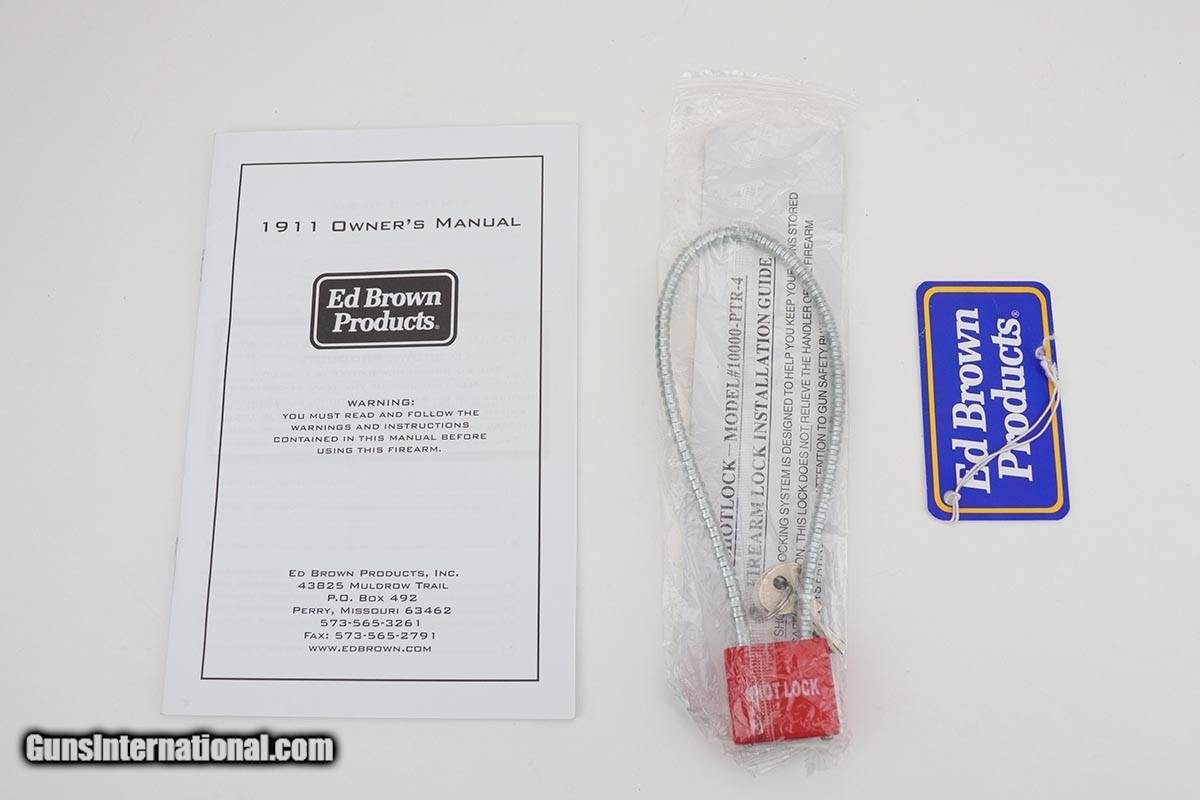 1911 OWNER'S MANUAL
Ed Brown
Products®
WARNING:
YOU MUST READ AND FOLLOW THE
WARNINGS AND INSTRUCTIONS
CONTAINED IN THIS MANUAL BEFORE
USING THIS FIREARM.
ED BROWN PRODUCTS, INC.
43825 MULDROW TRAIL
P.O. BOX 492
PERRY, MISSOURI 63462
573-565-3261
FAX: 573-565-2791
WWW.EDBROWN.COM
SHOTLOCK—MODEL#10000-PTR-4
FIREARM LOCK INSTALLATION GUIDE
LOCKING SYSTEM IS DESIGNED TO HELP YOU KEEP YOUR GUNS STORED
THIS LOCK DOES NOT RELIEVE THE HANDLER OF FIREARM
ATTENTION TO GUN SAFETY
SHOT LOCK
Ed Brown
Products®
GunsInternational.com